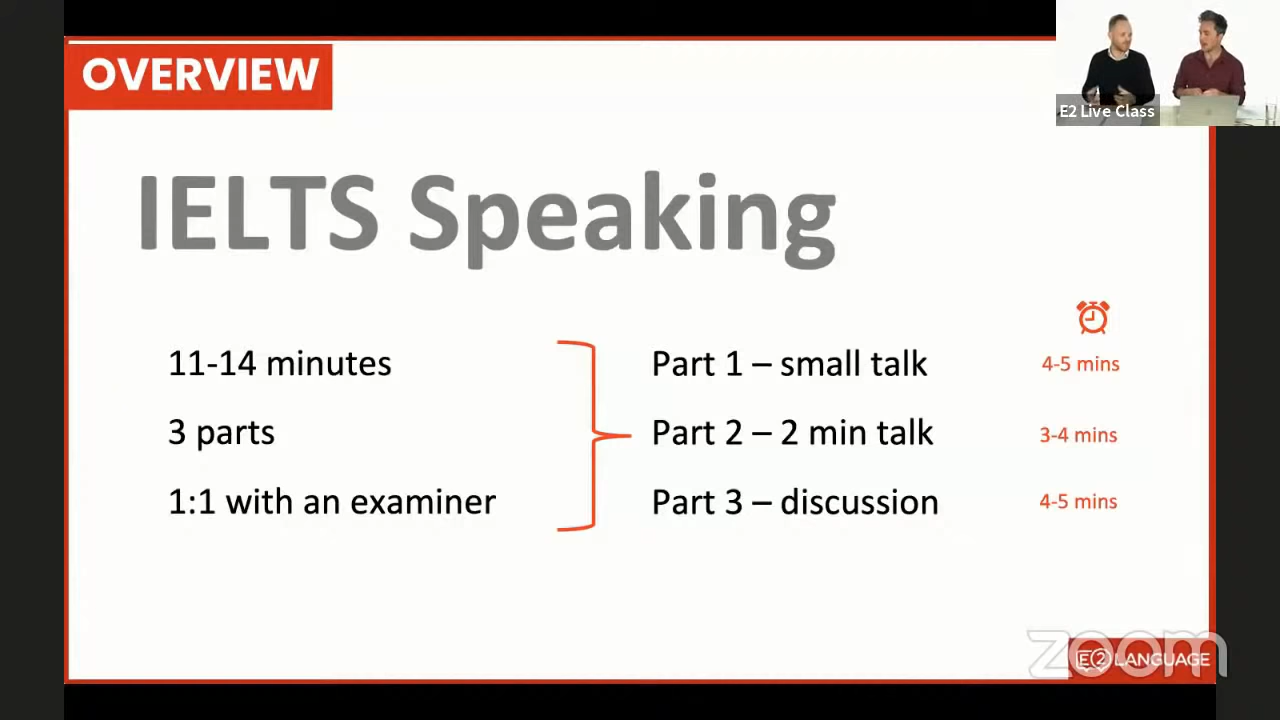 OVERVIEW
E2 Live Class
IELTS Speaking
11-14 minutes
3 parts
1:1 with an examiner
Part 1 – small talk
4-5 mins
Part 2 – 2 min talk
3-4 mins
Part 3 – discussion
4-5 mins
zoom
E2 LANGUAGE